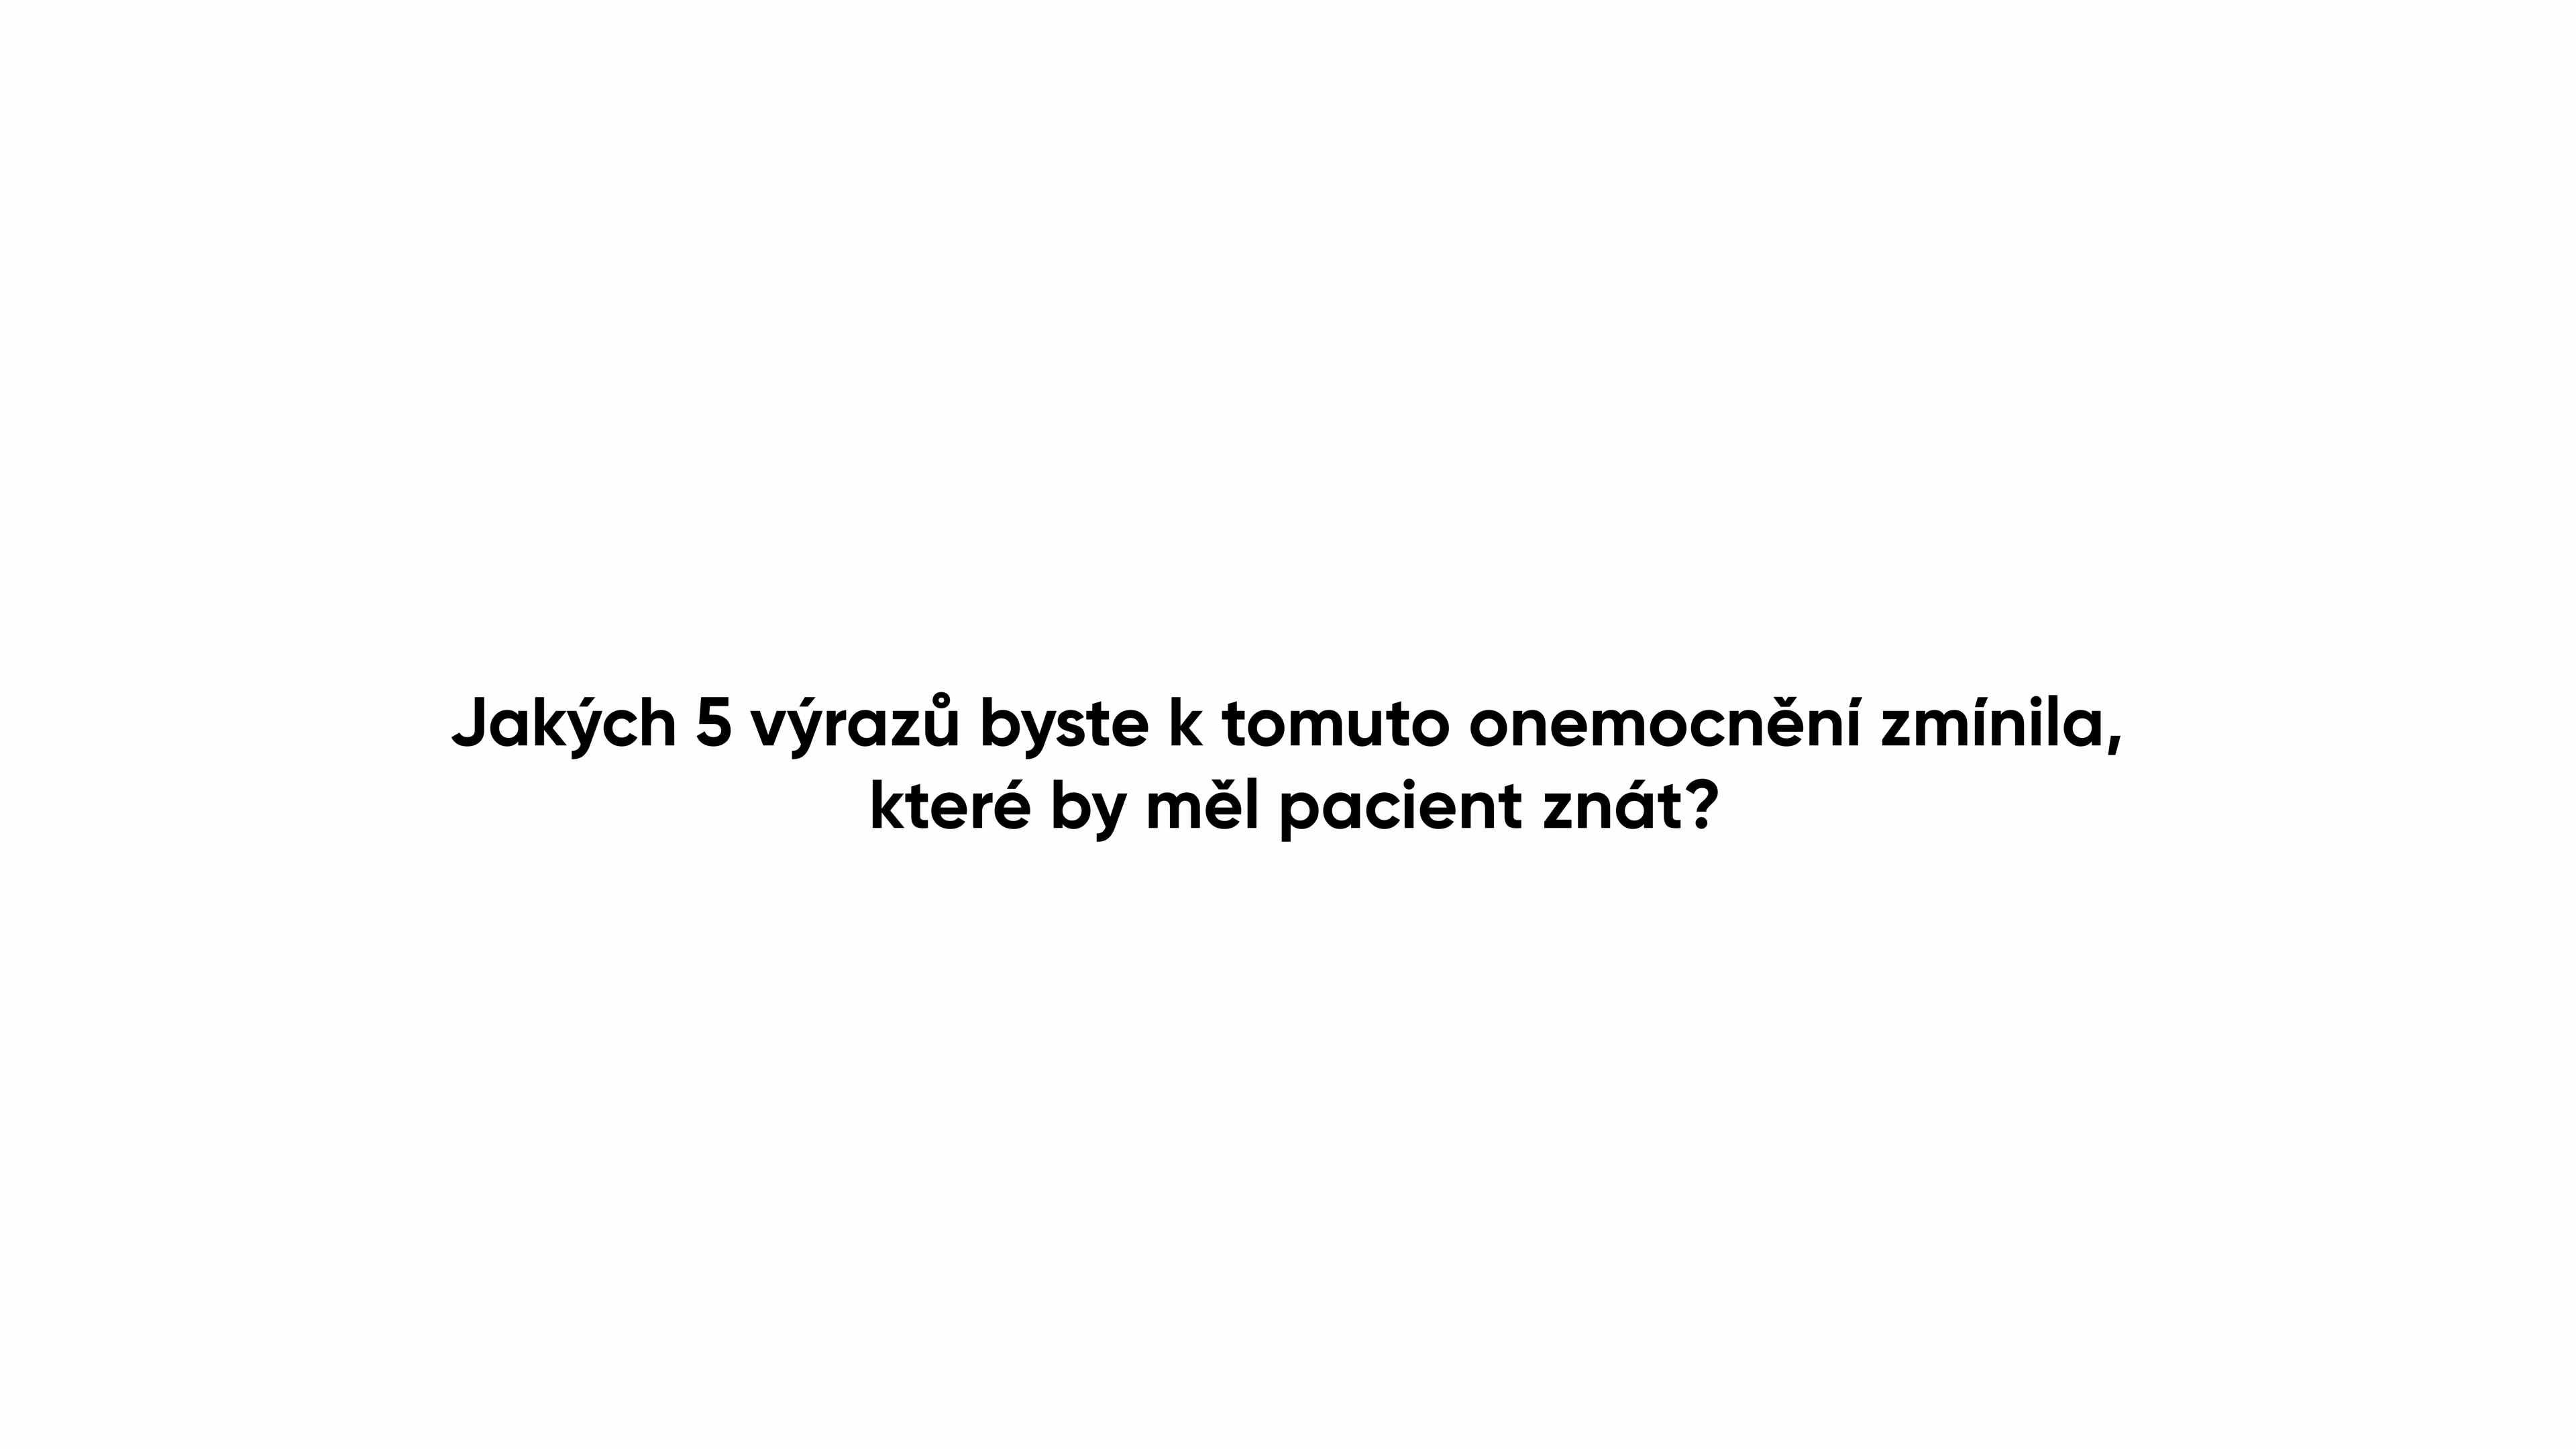 Jakých 5 výrazů byste k tomuto onemocnění zmínila,
které by měl pacient znát?